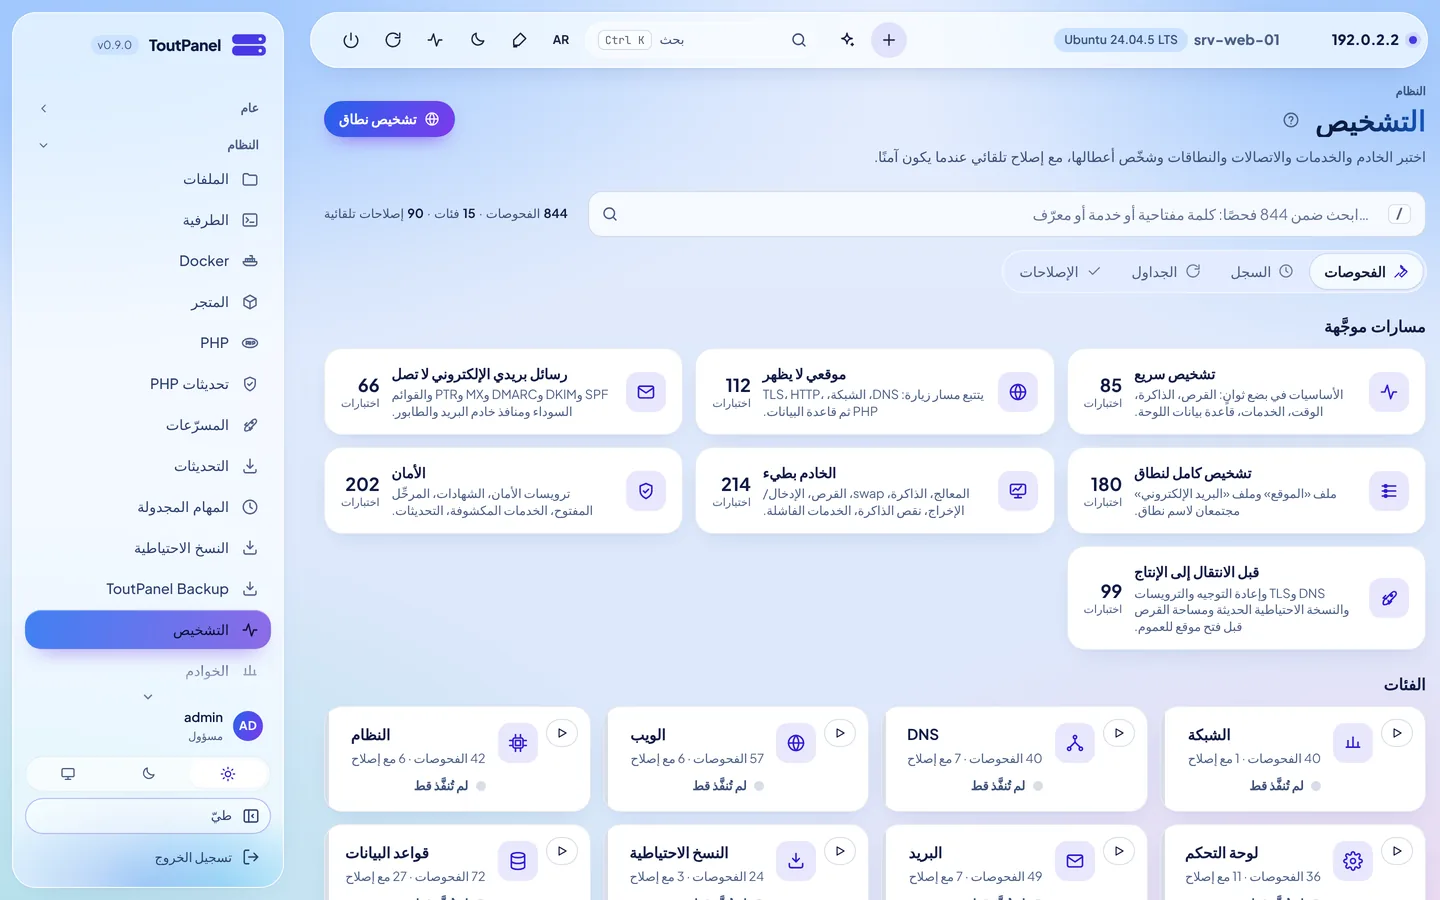 192.0.2.2
srv-web-01
Ubuntu 24.04.5 LTS
بحث
Ctrl K
AR
ToutPanel
v0.9.0
عام
النظام
الملفات
الطرفية
Docker
المتجر
PHP
تحديثات PHP
المسرّعات
التحديثات
المهام المجدولة
النسخ الاحتياطية
ToutPanel Backup
التشخيص
الخوادم
admin
AD
مسؤول
طيّ
تسجيل الخروج
النظام
التشخيص
اختبر الخادم والخدمات والاتصالات والنطاقات وشخّص أعطالها، مع إصلاح تلقائي عندما يكون آمنًا.
تشخيص نطاق
/
ابحث ضمن 844 فحصًا: كلمة مفتاحية أو خدمة أو معرّف...
844 الفحوصات · 15 فئات · 90 إصلاحات تلقائية
الفحوصات
السجل
الجداول
الإصلاحات
مسارات موجَّهة
تشخيص سريع
الأساسيات في بضع ثوانٍ: القرص، الذاكرة،
الوقت، الخدمات، قاعدة بيانات اللوحة.
85
اختبارات
موقعي لا يظهر
يتتبع مسار زيارة: DNS، الشبكة، TLS، HTTP،
PHP ثم قاعدة البيانات.
112
اختبارات
رسائل بريدي الإلكتروني لا تصل
SPF وDKIM وDMARC وMX وPTR والقوائم
السوداء ومنافذ خادم البريد والطابور.
66
اختبارات
تشخيص كامل لنطاق
ملف «الموقع» وملف «البريد الإلكتروني»
مجتمعان لاسم نطاق.
180
اختبارات
الخادم بطيء
المعالج، الذاكرة، swap، القرص، الإدخال/
الإخراج، نقص الذاكرة، الخدمات الفاشلة.
214
اختبارات
الأمان
ترويسات الأمان، الشهادات، المرحّل
المفتوح، الخدمات المكشوفة، التحديثات.
202
اختبارات
قبل الانتقال إلى الإنتاج
DNS وTLS وإعادة التوجيه والترويسات
والنسخة الاحتياطية الحديثة ومساحة القرص
قبل فتح موقع للعموم.
99
اختبارات
الفئات
الشبكة
40 الفحوصات · 1 مع إصلاح
لم تُنفَّذ قط
DNS
40 الفحوصات · 7 مع إصلاح
لم تُنفَّذ قط
الويب
57 الفحوصات · 6 مع إصلاح
لم تُنفَّذ قط
النظام
42 الفحوصات · 6 مع إصلاح
لم تُنفَّذ قط
لوحة التحكم
36 الفحوصات · 11 مع إصلاح
البريد
49 الفحوصات · 7 مع إصلاح
النسخ الاحتياطية
24 الفحوصات · 3 مع إصلاح
قواعد البيانات
72 الفحوصات · 27 مع إصلاح